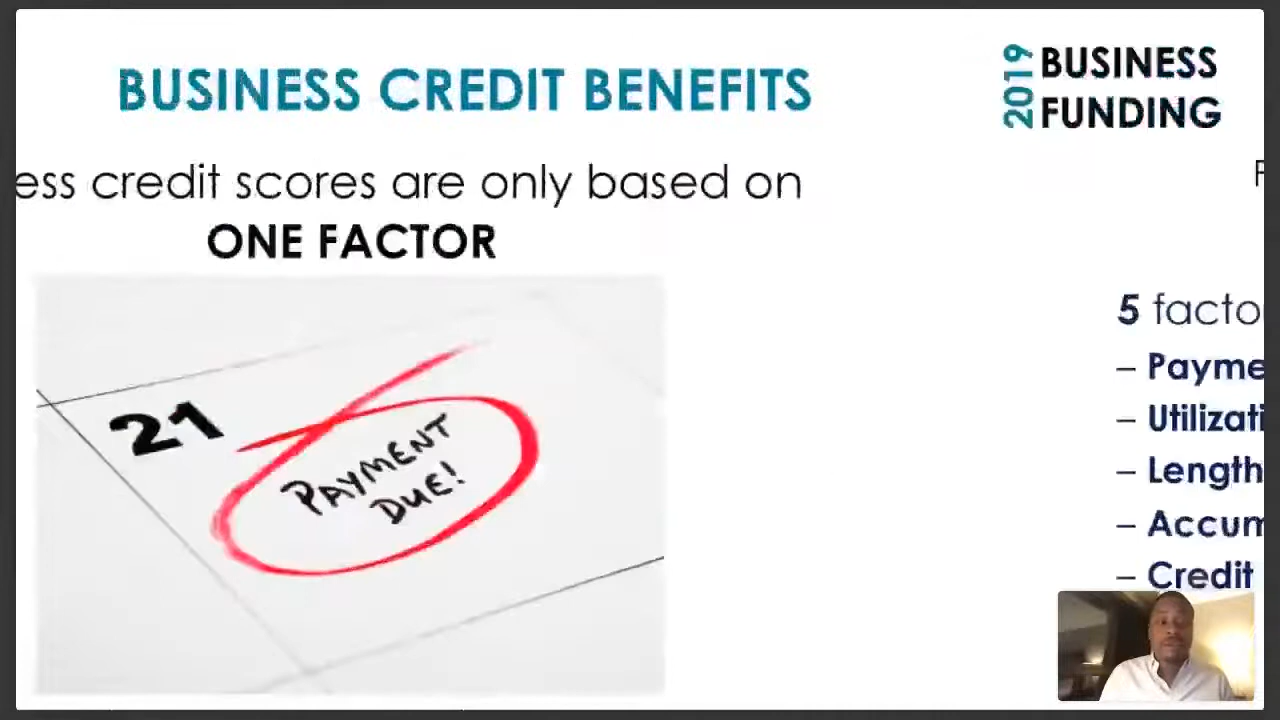 BUSINESS CREDIT BENEFITS
2019
BUSINESS
FUNDING
ess credit scores are only based on
ONE FACTOR
21
PAYMENT
DUE!
5 facto
– Payme
– Utilizati
– Length
– Accum
– Credit